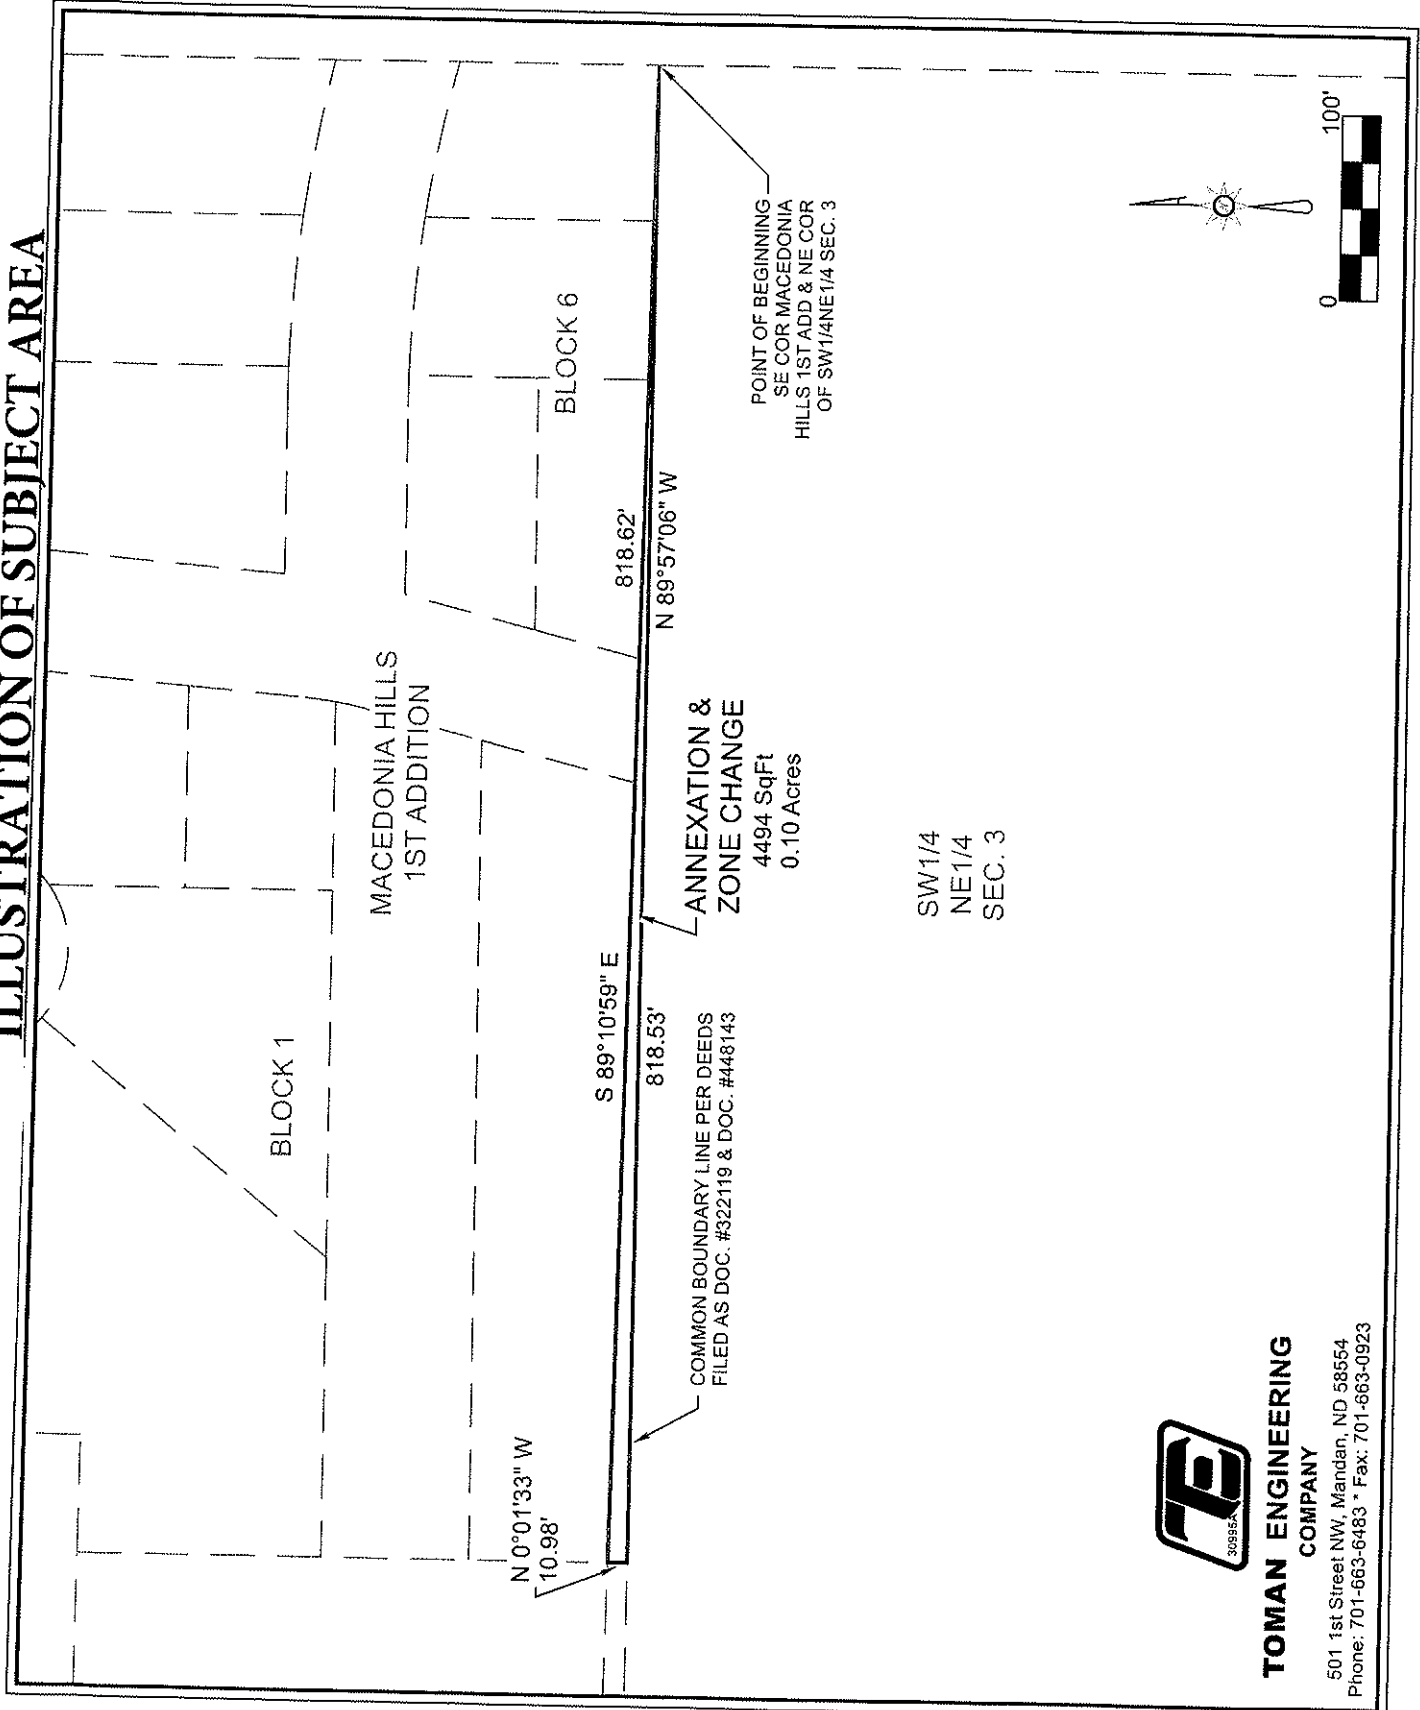 ILLUSTRATION OF SUBJECT AREA
BLOCK 1
MACEDONIA HILLS
1ST ADDITION
BLOCK 6
N 0°01'33" W
10.98'
S 89°10'59" E
818.53'
818.62'
N 89°57'06" W
COMMON BOUNDARY LINE PER DEEDS
FILED AS DOC. #322119 & DOC. #448143
ANNEXATION &
ZONE CHANGE
4494 SqFt
0.10 Acres
POINT OF BEGINNING
SE COR MACEDONIA
HILLS 1ST ADD & NE COR
OF SW1/4NE1/4 SEC. 3
SW1/4
NE1/4
SEC. 3
TE
30995A
TOMAN ENGINEERING
COMPANY
501 1st Street NW, Mandan, ND 58554
Phone: 701-663-6483 * Fax: 701-663-0923
0 100'